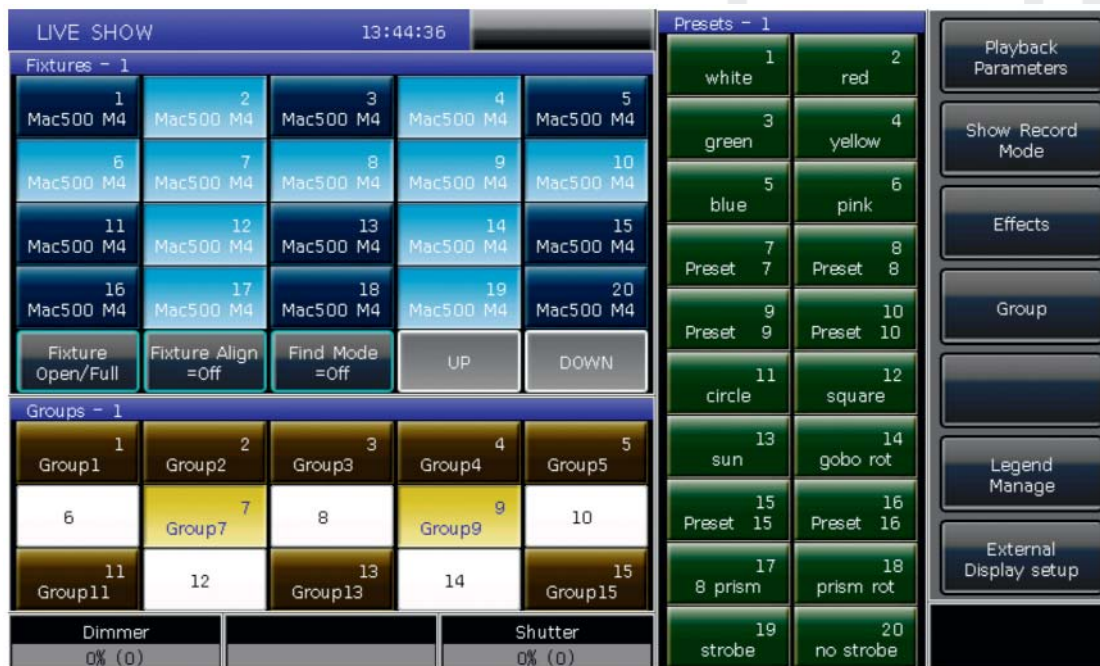 LIVE SHOW 13:44:36
Fixtures - 1
1 2 3 4 5
Mac500 M4 Mac500 M4 Mac500 M4 Mac500 M4 Mac500 M4
6 7 8 9 10
Mac500 M4 Mac500 M4 Mac500 M4 Mac500 M4 Mac500 M4
11 12 13 14 15
Mac500 M4 Mac500 M4 Mac500 M4 Mac500 M4 Mac500 M4
16 17 18 19 20
Mac500 M4 Mac500 M4 Mac500 M4 Mac500 M4 Mac500 M4
Fixture Fixture Align Find Mode UP DOWN
Open/Full =Off =Off
Groups - 1
1 2 3 4 5
Group1 Group2 Group3 Group4 Group5
6 7 8 9 10
Group7 Group9
11 12 13 14 15
Group11 Group13 Group15
Dimmer Shutter
0% (0) 0% (0)
Presets - 1
1 2
white red
3 4
green yellow
5 6
blue pink
7 8
Preset 7 Preset 8
9 10
Preset 9 Preset 10
11 12
circle square
13 14
sun gobo rot
15 16
Preset 15 Preset 16
17 18
8 prism prism rot
19 20
strobe no strobe
Playback
Parameters
Show Record
Mode
Effects
Group
Legend
Manage
External
Display setup